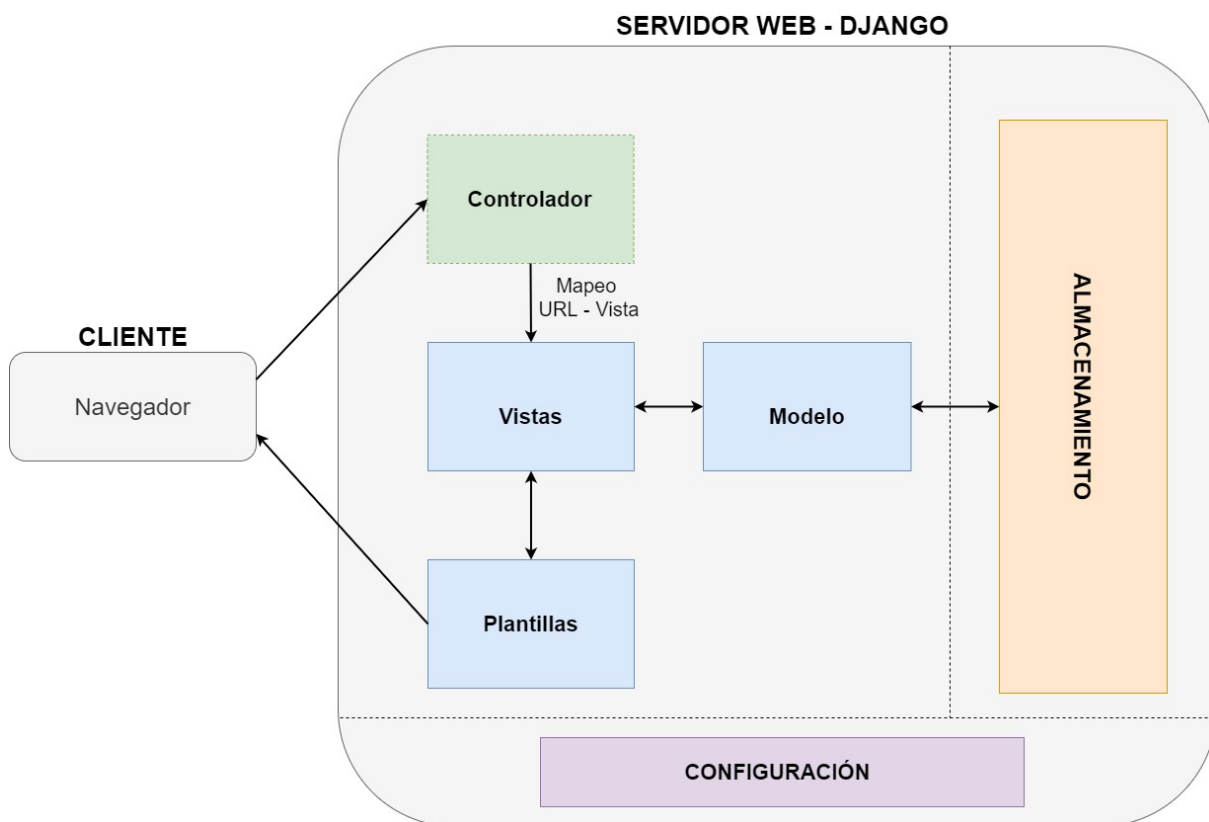 SERVIDOR WEB - DJANGO
Controlador
Mapeo
URL - Vista
CLIENTE
Navegador
Vistas
Modelo
ALMACENAMIENTO
Plantillas
CONFIGURACIÓN